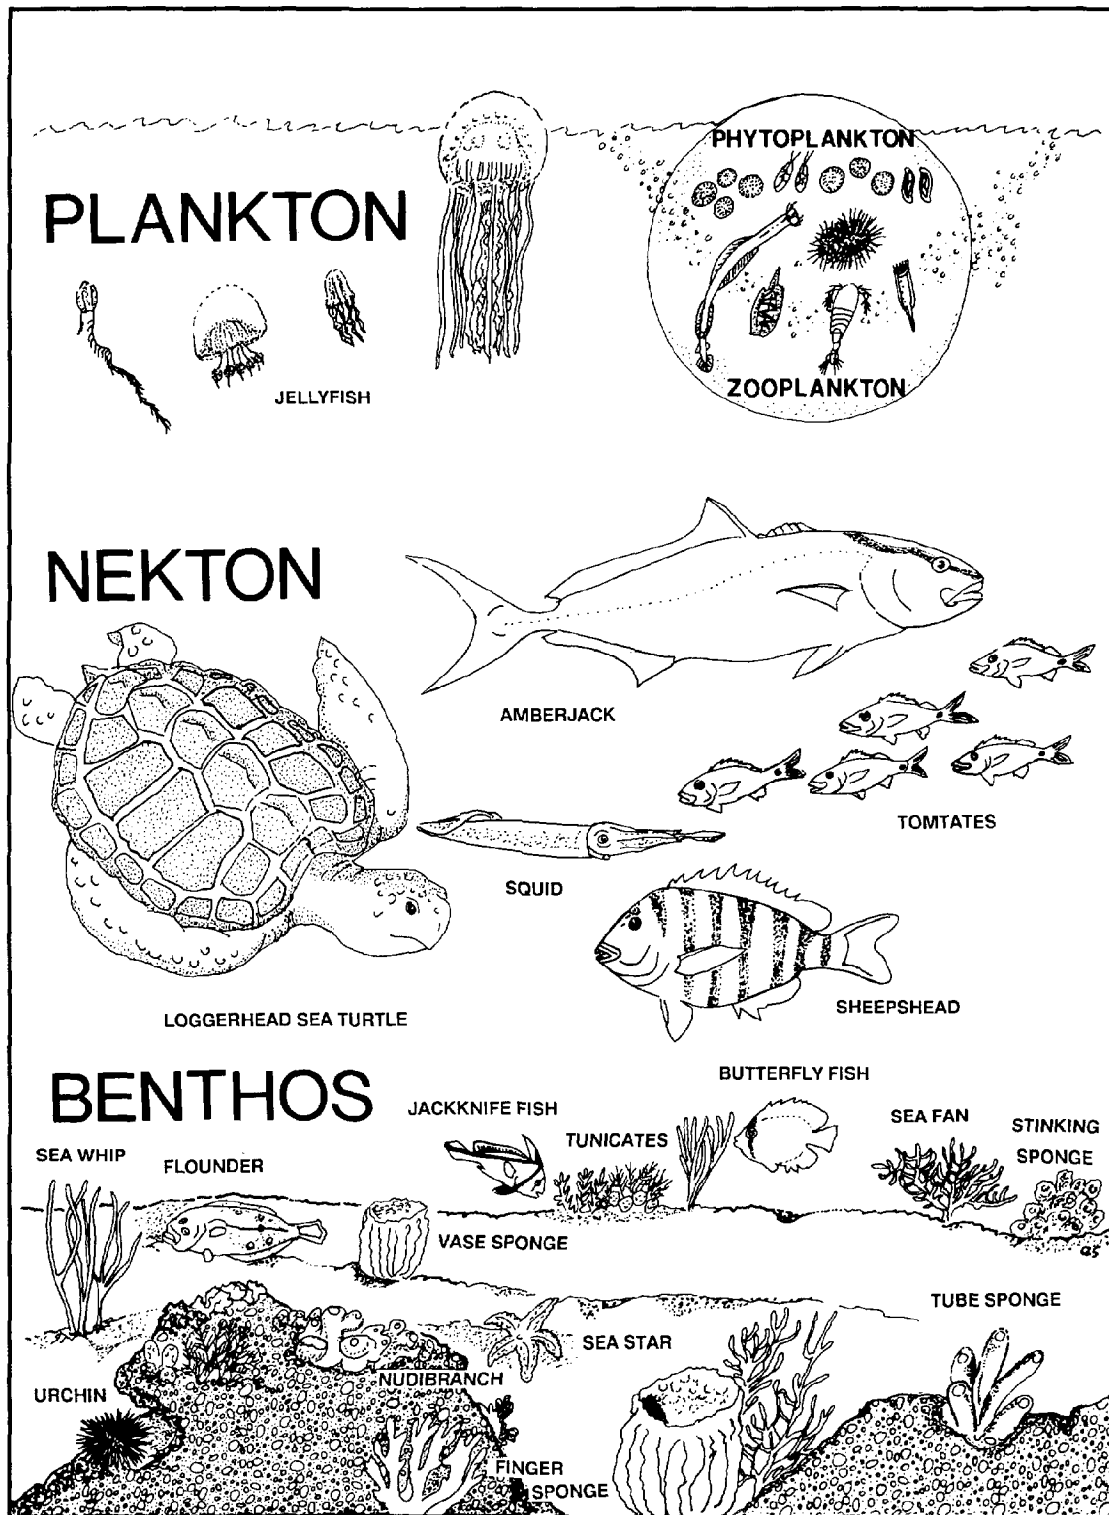 PHYTOPLANKTON
PLANKTON
JELLYFISH
ZOOPLANKTON
NEKTON
AMBERJACK
TOMTATES
SQUID
SHEEPSHEAD
LOGGERHEAD SEA TURTLE
BENTHOS
BUTTERFLY FISH
JACKKNIFE FISH
SEA FAN
STINKING
SPONGE
TUNICATES
SEA WHIP
FLOUNDER
VASE SPONGE
TUBE SPONGE
SEA STAR
NUDIBRANCH
URCHIN
FINGER
SPONGE